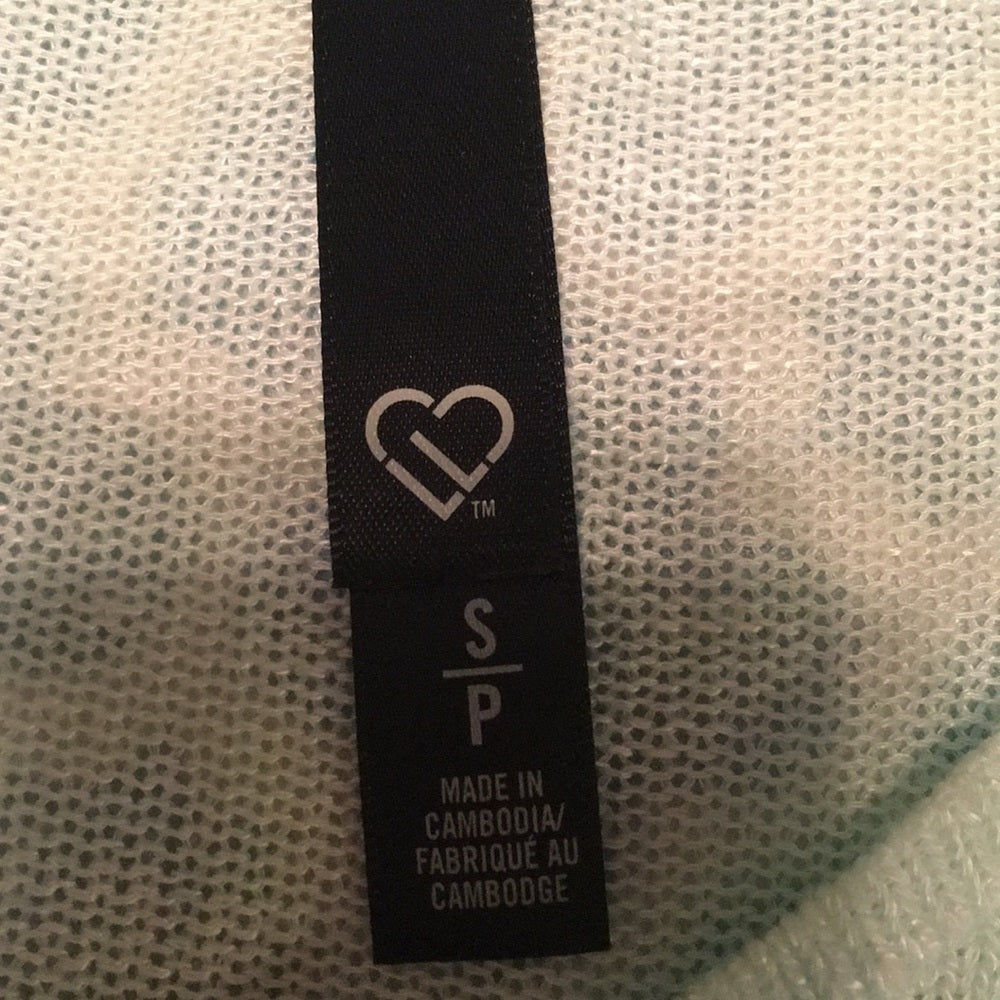 TM
S
P
MADE IN
CAMBODIA/
FABRIQUÉ AU
CAMBODGE